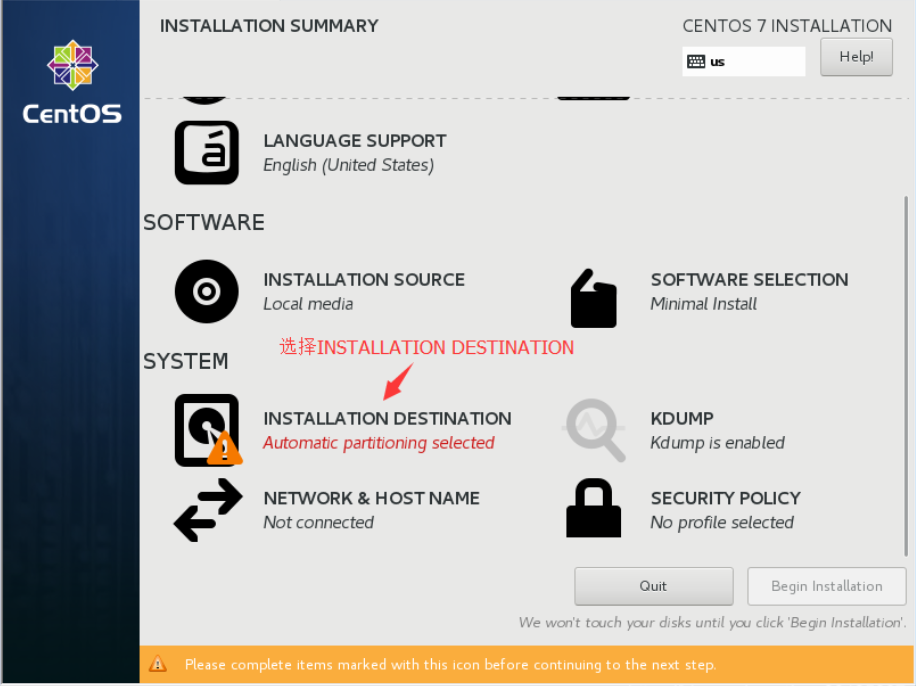 INSTALLATION SUMMARY
CENTOS 7 INSTALLATION
us
Help!
CentOS
á
LANGUAGE SUPPORT
English (United States)
SOFTWARE
INSTALLATION SOURCE
Local media
SOFTWARE SELECTION
Minimal Install
选择INSTALLATION DESTINATION
SYSTEM
INSTALLATION DESTINATION
Automatic partitioning selected
KDUMP
Kdump is enabled
NETWORK & HOST NAME
Not connected
SECURITY POLICY
No profile selected
Quit
Begin Installation
We won't touch your disks until you click 'Begin Installation'.
Please complete items marked with this icon before continuing to the next step.